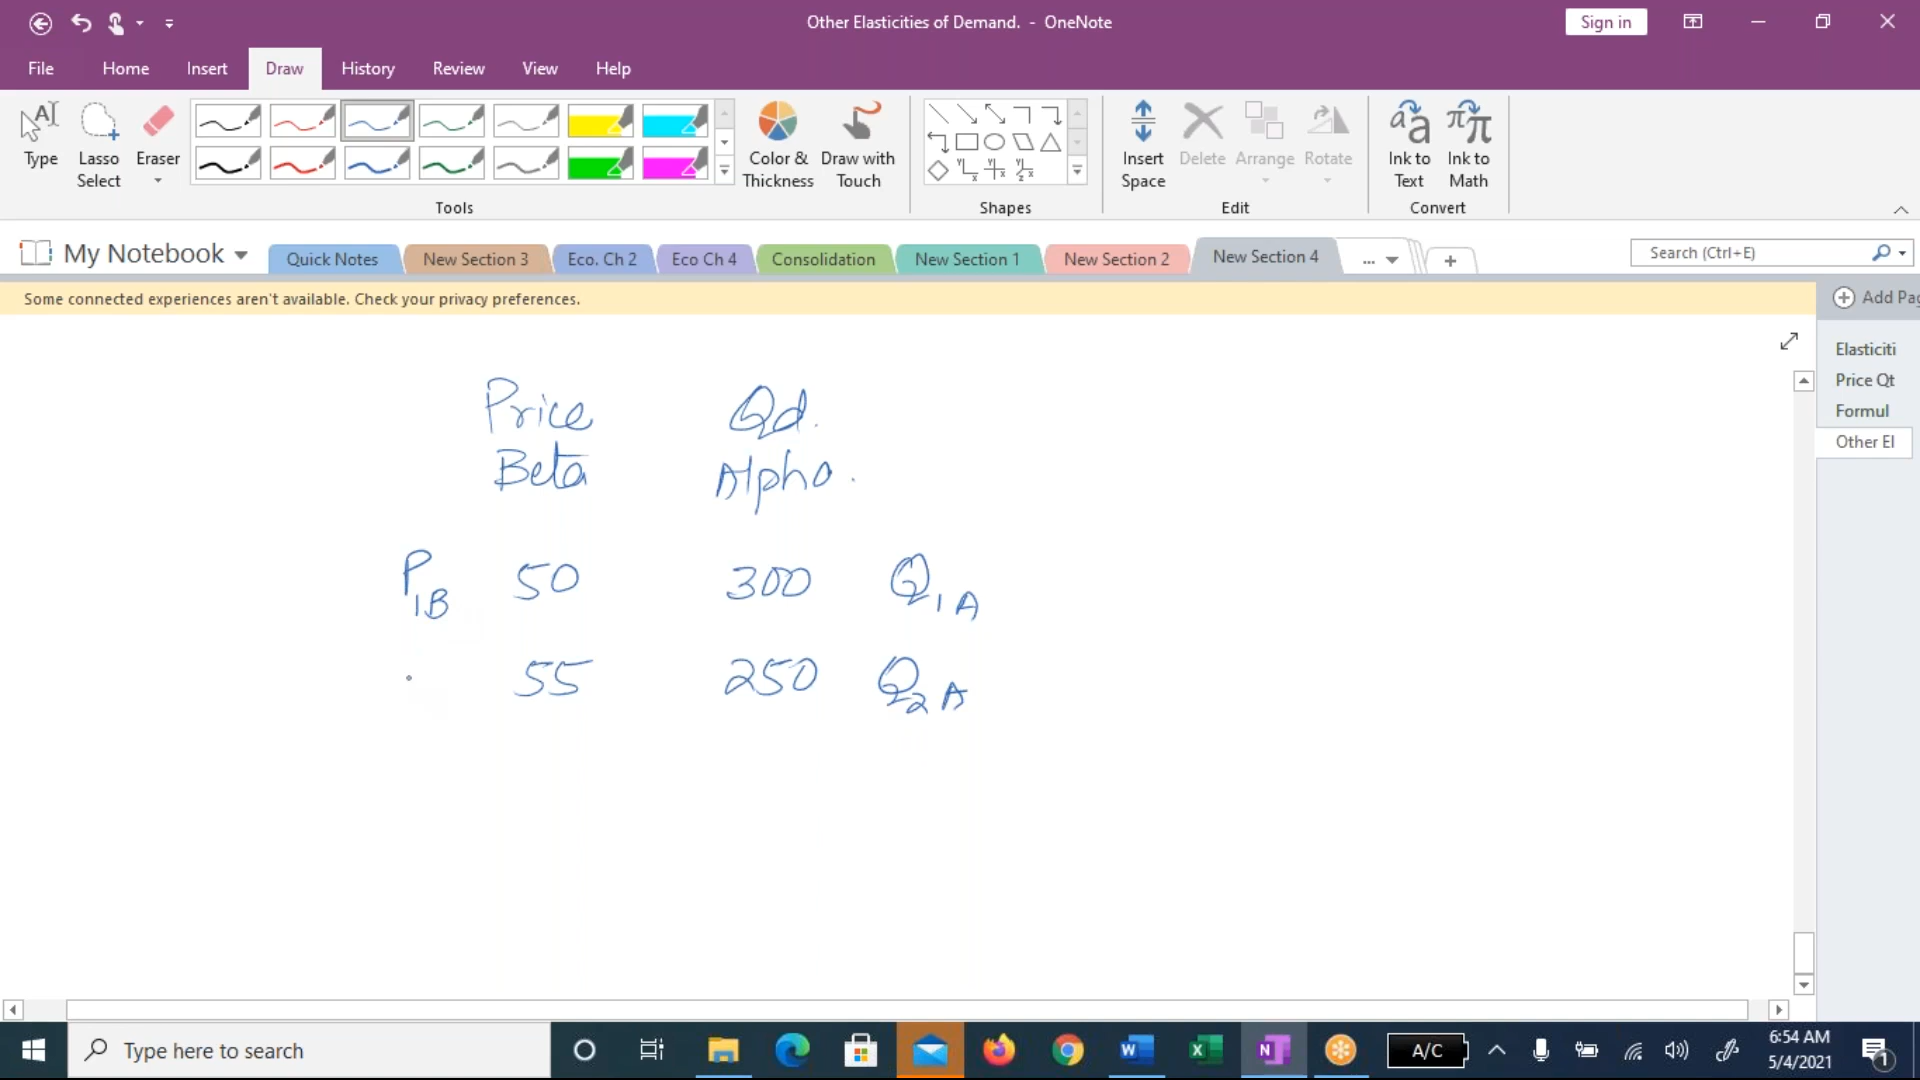 Other Elasticities of Demand. - OneNote
Sign in
File Home Insert Draw History Review View Help
Type
Lasso Select
Eraser
Color & Thickness
Draw with Touch
Insert Space
Delete
Arrange
Rotate
Ink to Text
Ink to Math
Tools Shapes Edit Convert
My Notebook Quick Notes New Section 3 Eco. Ch 2 Eco Ch 4 Consolidation New Section 1 New Section 2 New Section 4 ... +
Search (Ctrl+E)
Some connected experiences aren't available. Check your privacy preferences.
Add Pag
Elasticiti
Price Qt
Formul
Other El
Price Qd.
Beta Alpha.
P1B 50 300 Q1A
55 250 Q2A
Type here to search
A/C
6:54 AM
5/4/2021
1